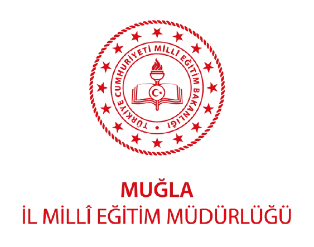 TÜRKİYE CUMHURİYETİ MİLLÎ EĞİTİM BAKANLIĞI
MUĞLA
İL MİLLÎ EĞİTİM MÜDÜRLÜĞÜ